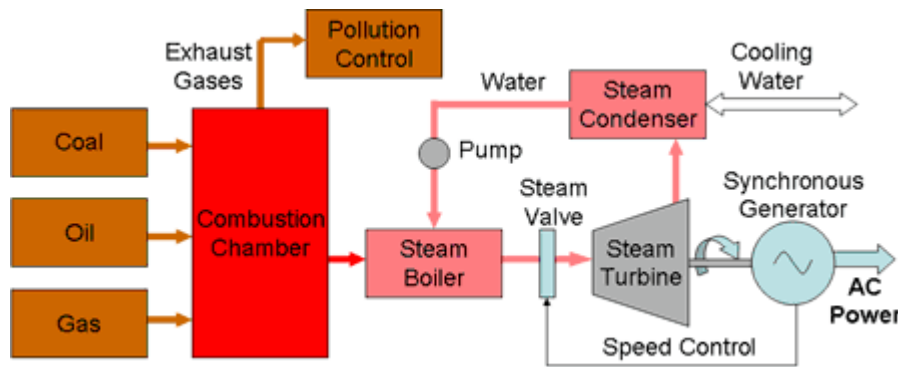 Pollution
Control
Exhaust
Gases
Cooling
Water
Water
Steam
Condenser
Coal
Pump
Steam
Valve
Synchronous
Generator
Oil
Combustion
Chamber
Steam
Boiler
Steam
Turbine
AC
Power
Gas
Speed Control